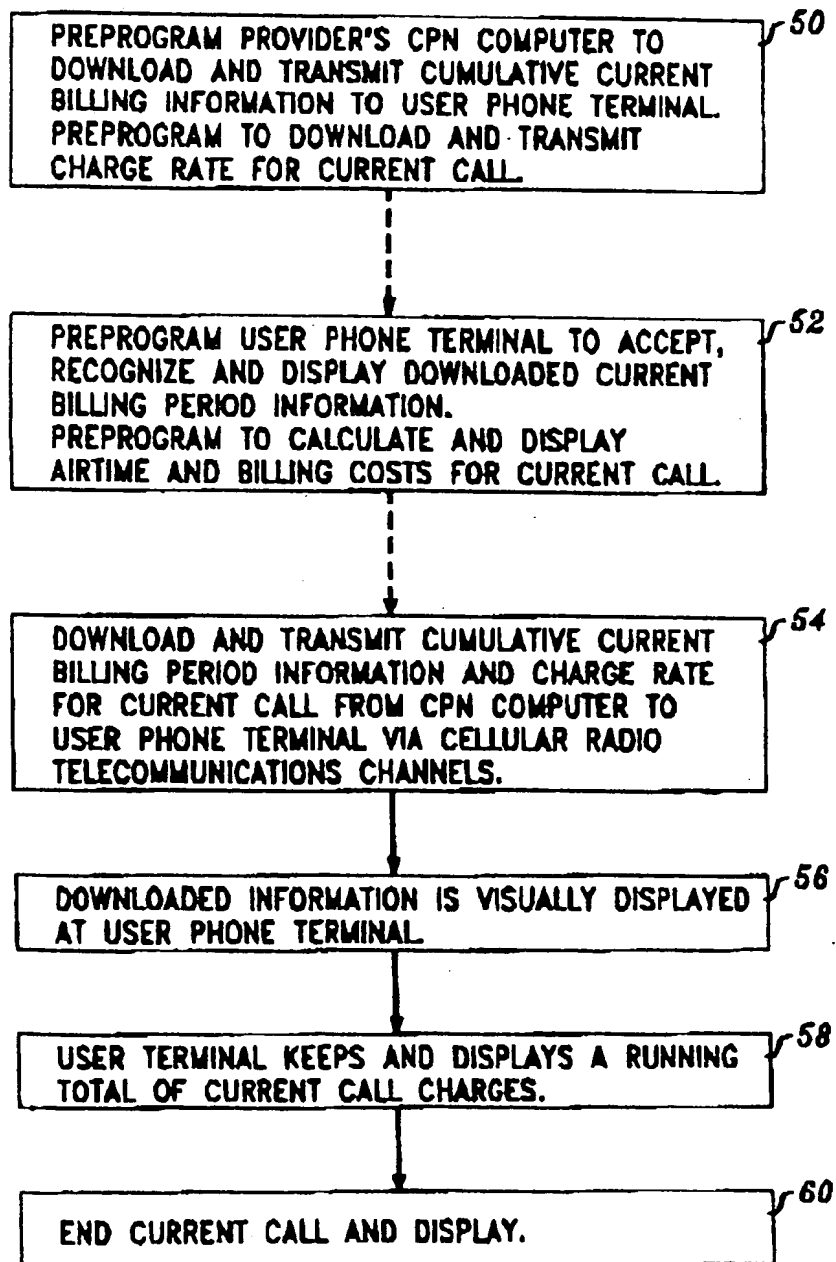 50
PREPROGRAM PROVIDER'S CPN COMPUTER TO
DOWNLOAD AND TRANSMIT CUMULATIVE CURRENT
BILLING INFORMATION TO USER PHONE TERMINAL.
PREPROGRAM TO DOWNLOAD AND TRANSMIT
CHARGE RATE FOR CURRENT CALL.
52
PREPROGRAM USER PHONE TERMINAL TO ACCEPT,
RECOGNIZE AND DISPLAY DOWNLOADED CURRENT
BILLING PERIOD INFORMATION.
PREPROGRAM TO CALCULATE AND DISPLAY
AIRTIME AND BILLING COSTS FOR CURRENT CALL.
54
DOWNLOAD AND TRANSMIT CUMULATIVE CURRENT
BILLING PERIOD INFORMATION AND CHARGE RATE
FOR CURRENT CALL FROM CPN COMPUTER TO
USER PHONE TERMINAL VIA CELLULAR RADIO
TELECOMMUNICATIONS CHANNELS.
56
DOWNLOADED INFORMATION IS VISUALLY DISPLAYED
AT USER PHONE TERMINAL
58
USER TERMINAL KEEPS AND DISPLAYS A RUNNING
TOTAL OF CURRENT CALL CHARGES.
60
END CURRENT CALL AND DISPLAY.